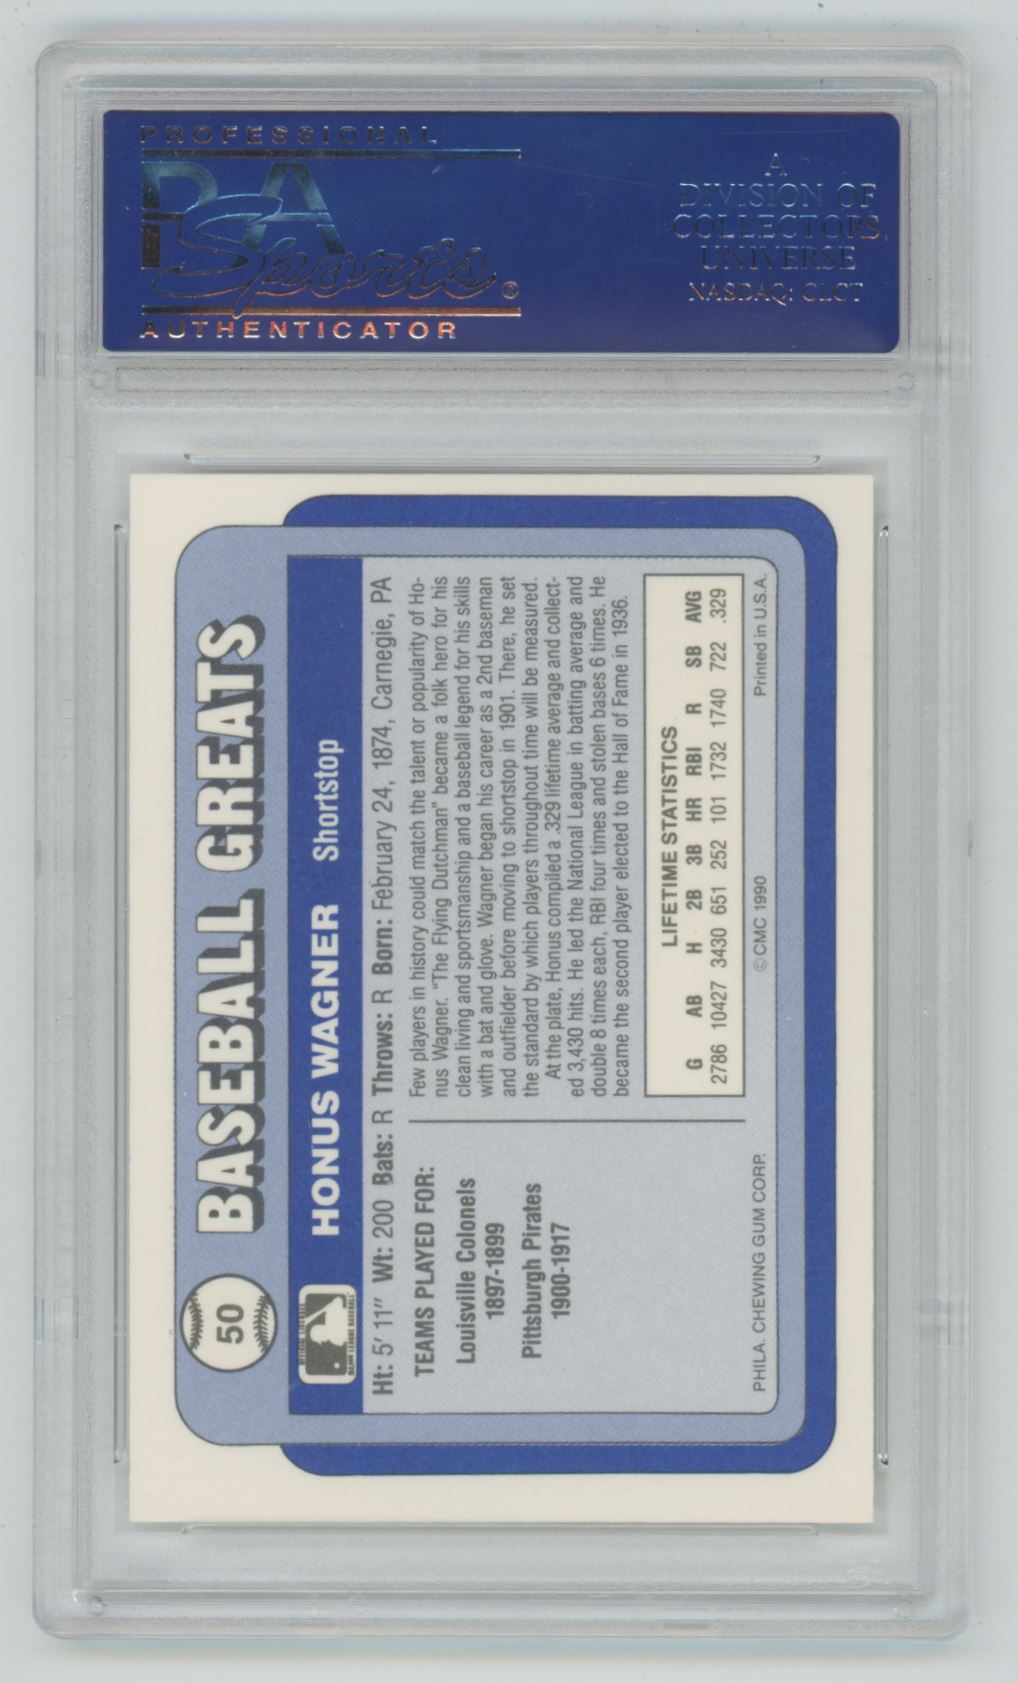 PROFESSIONAL
PSA
Sports®
AUTHENTICATOR
A
DIVISION OF
COLLECTORS
UNIVERSE
NASDAQ: CLCT
50
BASEBALL GREATS
HONUS WAGNER Shortstop
Ht: 5' 11" Wt: 200 Bats: R Throws: R Born: February 24, 1874, Carnegie, PA
TEAMS PLAYED FOR:
Louisville Colonels
1897-1899
Pittsburgh Pirates
1900-1917
Few players in history could match the talent or popularity of Ho-
nus Wagner. "The Flying Dutchman" became a folk hero for his
clean living and sportsmanship and a baseball legend for his skills
with a bat and glove. Wagner began his career as a 2nd baseman
and outfielder before moving to shortstop in 1901. There, he set
the standard by which players throughout time will be measured.
At the plate, Honus compiled a .329 lifetime average and collect-
ed 3,430 hits. He led the National League in batting average and
double 8 times each, RBI four times and stolen bases 6 times. He
became the second player elected to the Hall of Fame in 1936.
LIFETIME STATISTICS
G AB H 2B 3B HR RBI R SB AVG
2786 10427 3430 651 252 101 1732 1740 722 .329
PHILA. CHEWING GUM CORP.
© CMC 1990
Printed in U.S.A.